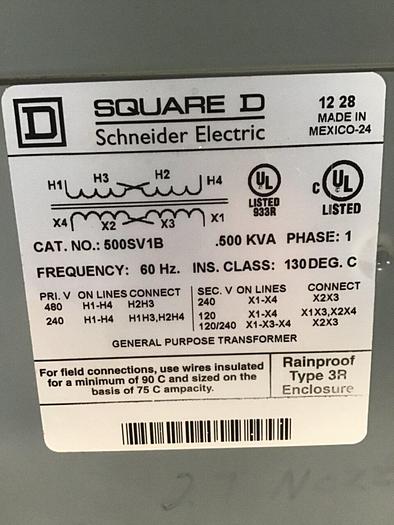 D
SQUARE D
Schneider Electric
12 28
MADE IN
MEXICO-24
H1 H3 H2 H4
X4 X2 X3 X1
UL
LISTED
933R
C UL
LISTED
CAT. NO.: 500SV1B .500 KVA PHASE: 1
FREQUENCY: 60 Hz. INS. CLASS: 130 DEG. C
PRI. V ON LINES CONNECT
480 H1-H4 H2H3
240 H1-H4 H1H3,H2H4
SEC. V ON LINES CONNECT
240 X1-X4 X2X3
120 X1-X4 X1X3,X2X4
120/240 X1-X3-X4 X2X3
GENERAL PURPOSE TRANSFORMER
For field connections, use wires insulated
for a minimum of 90 C and sized on the
basis of 75 C ampacity.
Rainproof
Type 3R
Enclosure